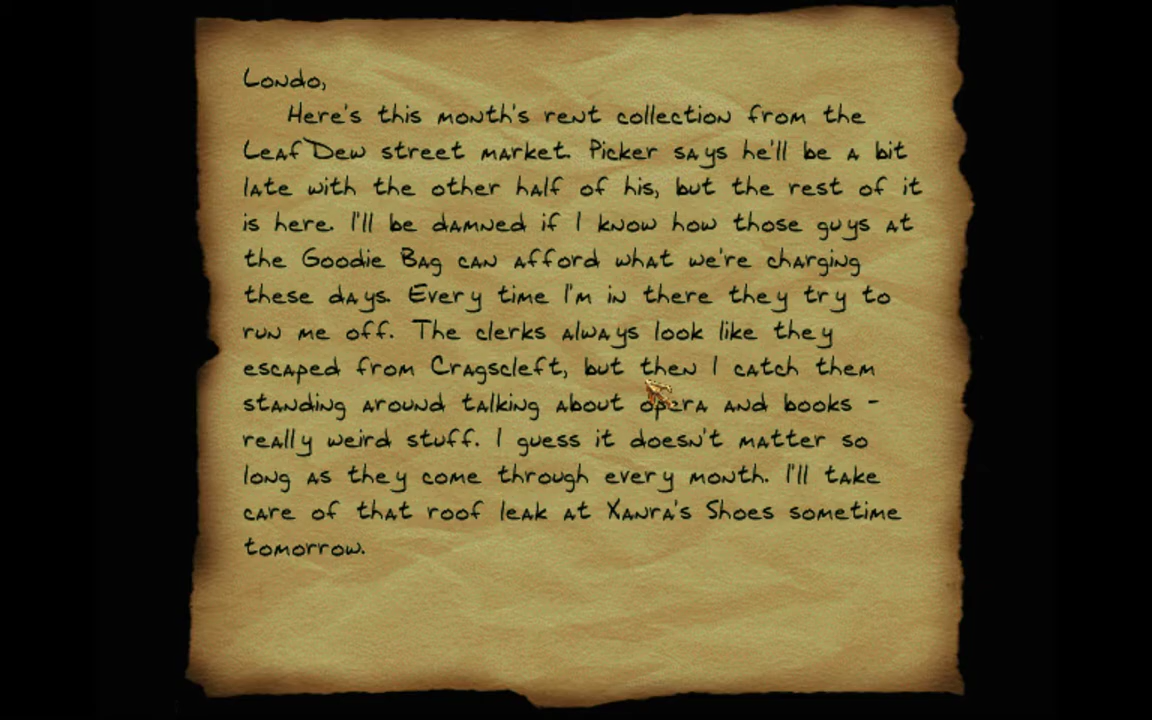 Londo,
Here's this month's rent collection from the
LeafDew street market. Picker says he'll be a bit
late with the other half of his, but the rest of it
is here. I'll be damned if I know how those guys at
the Goodie Bag can afford what we're charging
these days. Every time I'm in there they try to
run me off. The clerks always look like they
escaped from Cragscleft, but then I catch them
standing around talking about opera and books -
really weird stuff. I guess it doesn't matter so
long as they come through every month. I'll take
care of that roof leak at Xanra's Shoes sometime
tomorrow.